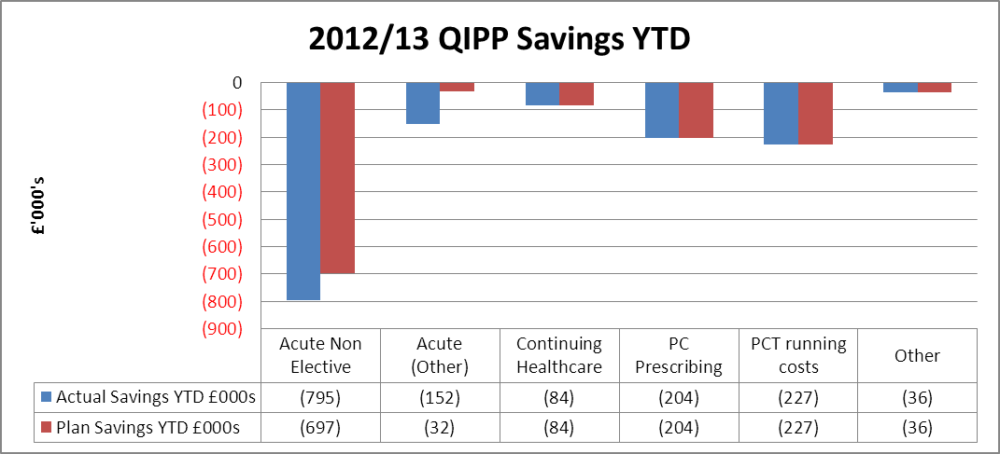 2012/13 QIPP Savings YTD
£'000's
0
(100)
(200)
(300)
(400)
(500)
(600)
(700)
(800)
(900)
Acute Non Elective Acute (Other) Continuing Healthcare PC Prescribing PCT running costs Other
Actual Savings YTD £000s (795) (152) (84) (204) (227) (36)
Plan Savings YTD £000s (697) (32) (84) (204) (227) (36)